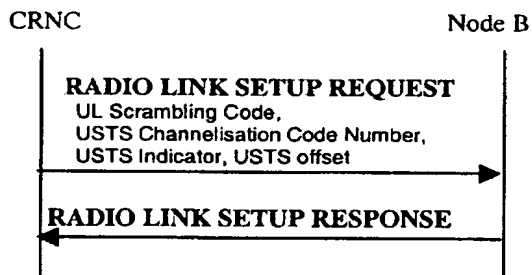 CRNC Node B
RADIO LINK SETUP REQUEST
UL Scrambling Code,
USTS Channelisation Code Number,
USTS Indicator, USTS offset
RADIO LINK SETUP RESPONSE